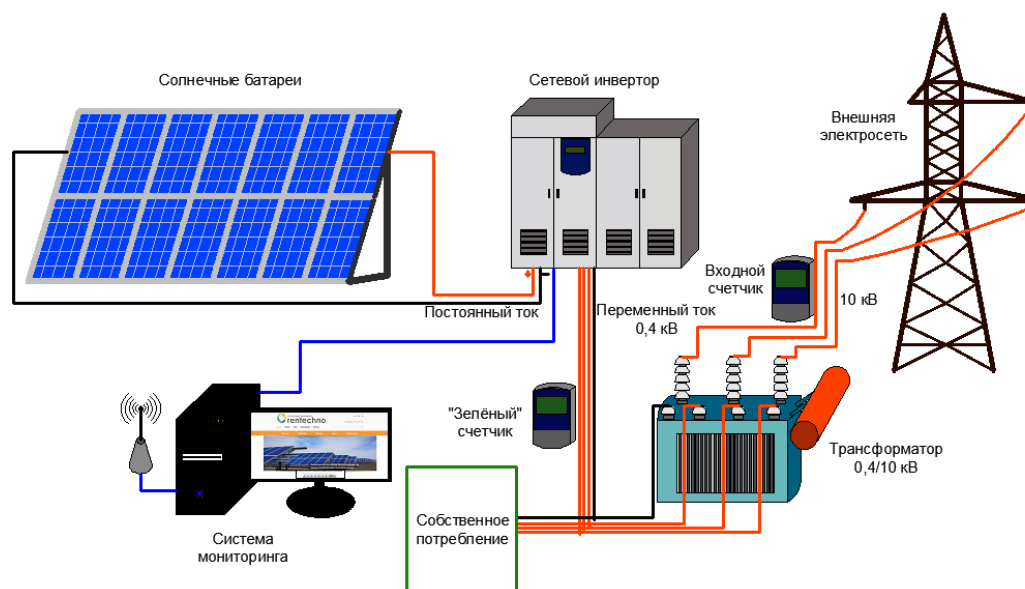 Солнечные батареи
Сетевой инвертор
Внешняя
электросеть
Входной
счетчик
10 кВ
Постоянный ток
Переменный ток
0,4 кВ
"Зелёный"
счетчик
rentechno
Трансформатор
0,4/10 кВ
Собственное
потребление
Система
мониторинга